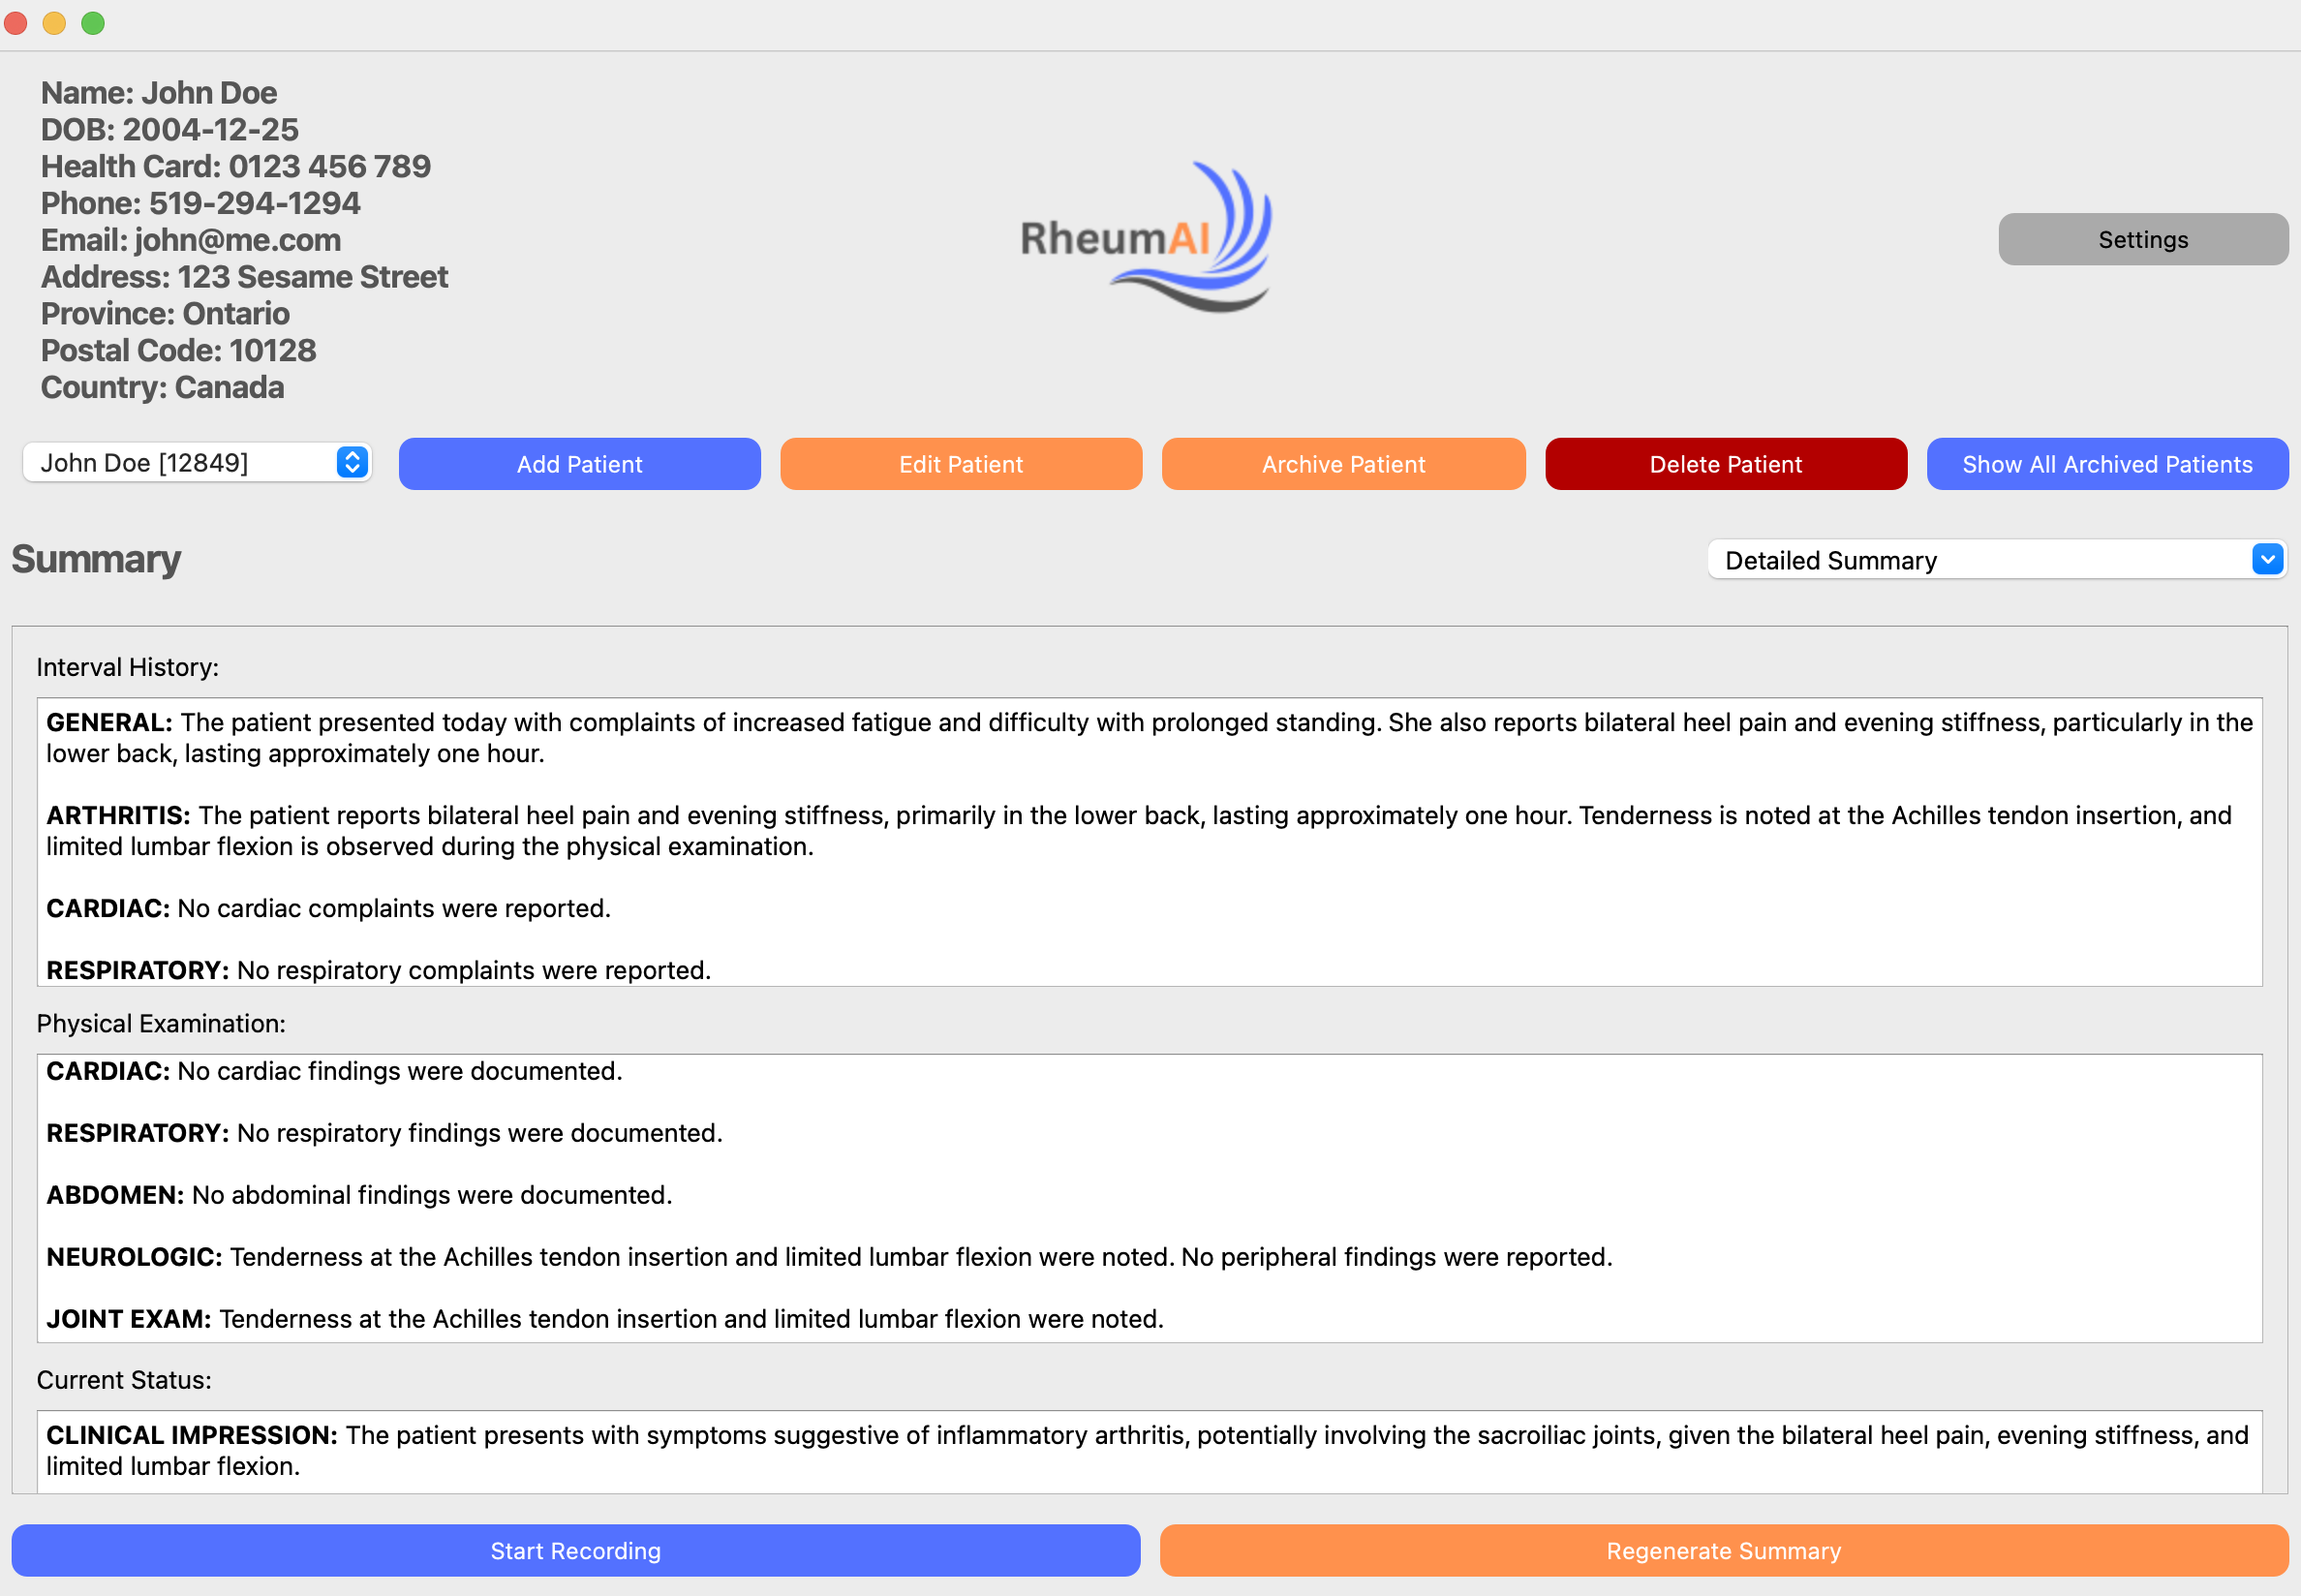 Name: John Doe
DOB: 2004-12-25
Health Card: 0123 456 789
Phone: 519-294-1294
Email: john@me.com
Address: 123 Sesame Street
Province: Ontario
Postal Code: 10128
Country: Canada
RheumAI
Settings
John Doe [12849]
Add Patient
Edit Patient
Archive Patient
Delete Patient
Show All Archived Patients
Summary
Detailed Summary
Interval History:
GENERAL: The patient presented today with complaints of increased fatigue and difficulty with prolonged standing. She also reports bilateral heel pain and evening stiffness, particularly in the
lower back, lasting approximately one hour.
ARTHRITIS: The patient reports bilateral heel pain and evening stiffness, primarily in the lower back, lasting approximately one hour. Tenderness is noted at the Achilles tendon insertion, and
limited lumbar flexion is observed during the physical examination.
CARDIAC: No cardiac complaints were reported.
RESPIRATORY: No respiratory complaints were reported.
Physical Examination:
CARDIAC: No cardiac findings were documented.
RESPIRATORY: No respiratory findings were documented.
ABDOMEN: No abdominal findings were documented.
NEUROLOGIC: Tenderness at the Achilles tendon insertion and limited lumbar flexion were noted. No peripheral findings were reported.
JOINT EXAM: Tenderness at the Achilles tendon insertion and limited lumbar flexion were noted.
Current Status:
CLINICAL IMPRESSION: The patient presents with symptoms suggestive of inflammatory arthritis, potentially involving the sacroiliac joints, given the bilateral heel pain, evening stiffness, and
limited lumbar flexion.
Start Recording
Regenerate Summary